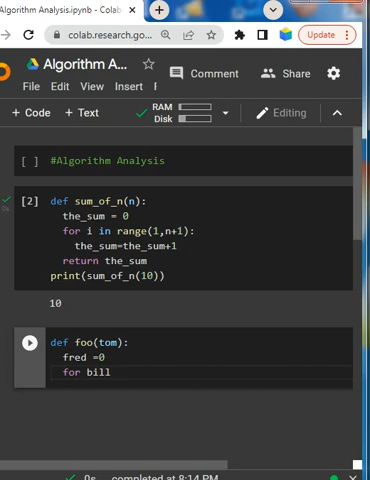 Algorithm Analysis.ipynb - Colab
colab.research.go...
Update
Algorithm A...
Comment
Share
File Edit View Insert
+ Code + Text
RAM
Disk
Editing
[ ] #Algorithm Analysis
[2] def sum_of_n(n):
the_sum = 0
for i in range(1,n+1):
the_sum=the_sum+1
return the_sum
print(sum_of_n(10))
10
def foo(tom):
fred =0
for bill
0s completed at 8:14 PM